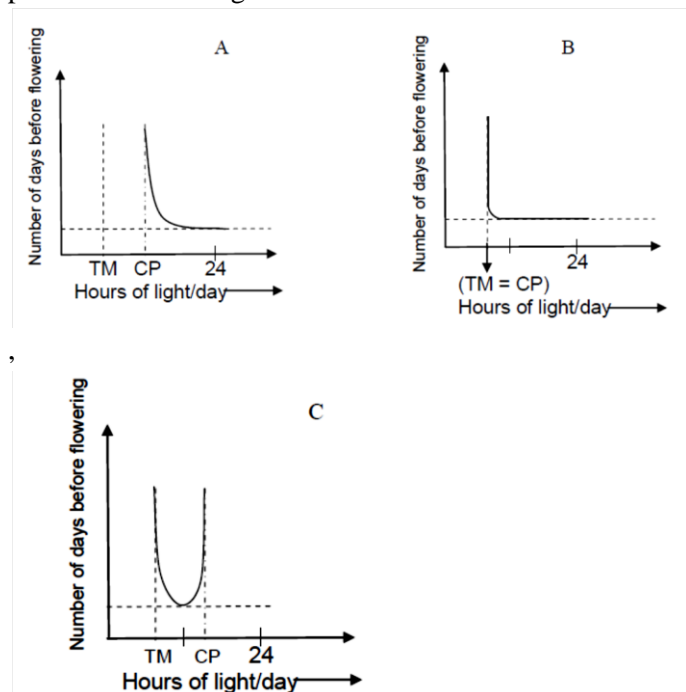 A
Number of days before flowering
TM CP 24
Hours of light/day
B
Number of days before flowering
24
(TM = CP)
Hours of light/day
,
C
Number of days before flowering
TM CP 24
Hours of light/day